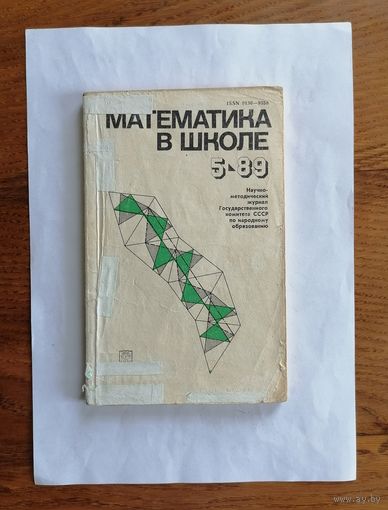 ISSN 0130—9358
МАТЕМАТИКА
В ШКОЛЕ
5·89
Научно-
методический
журнал
Государственного
комитета СССР
по народному
образованию
www.ay.by